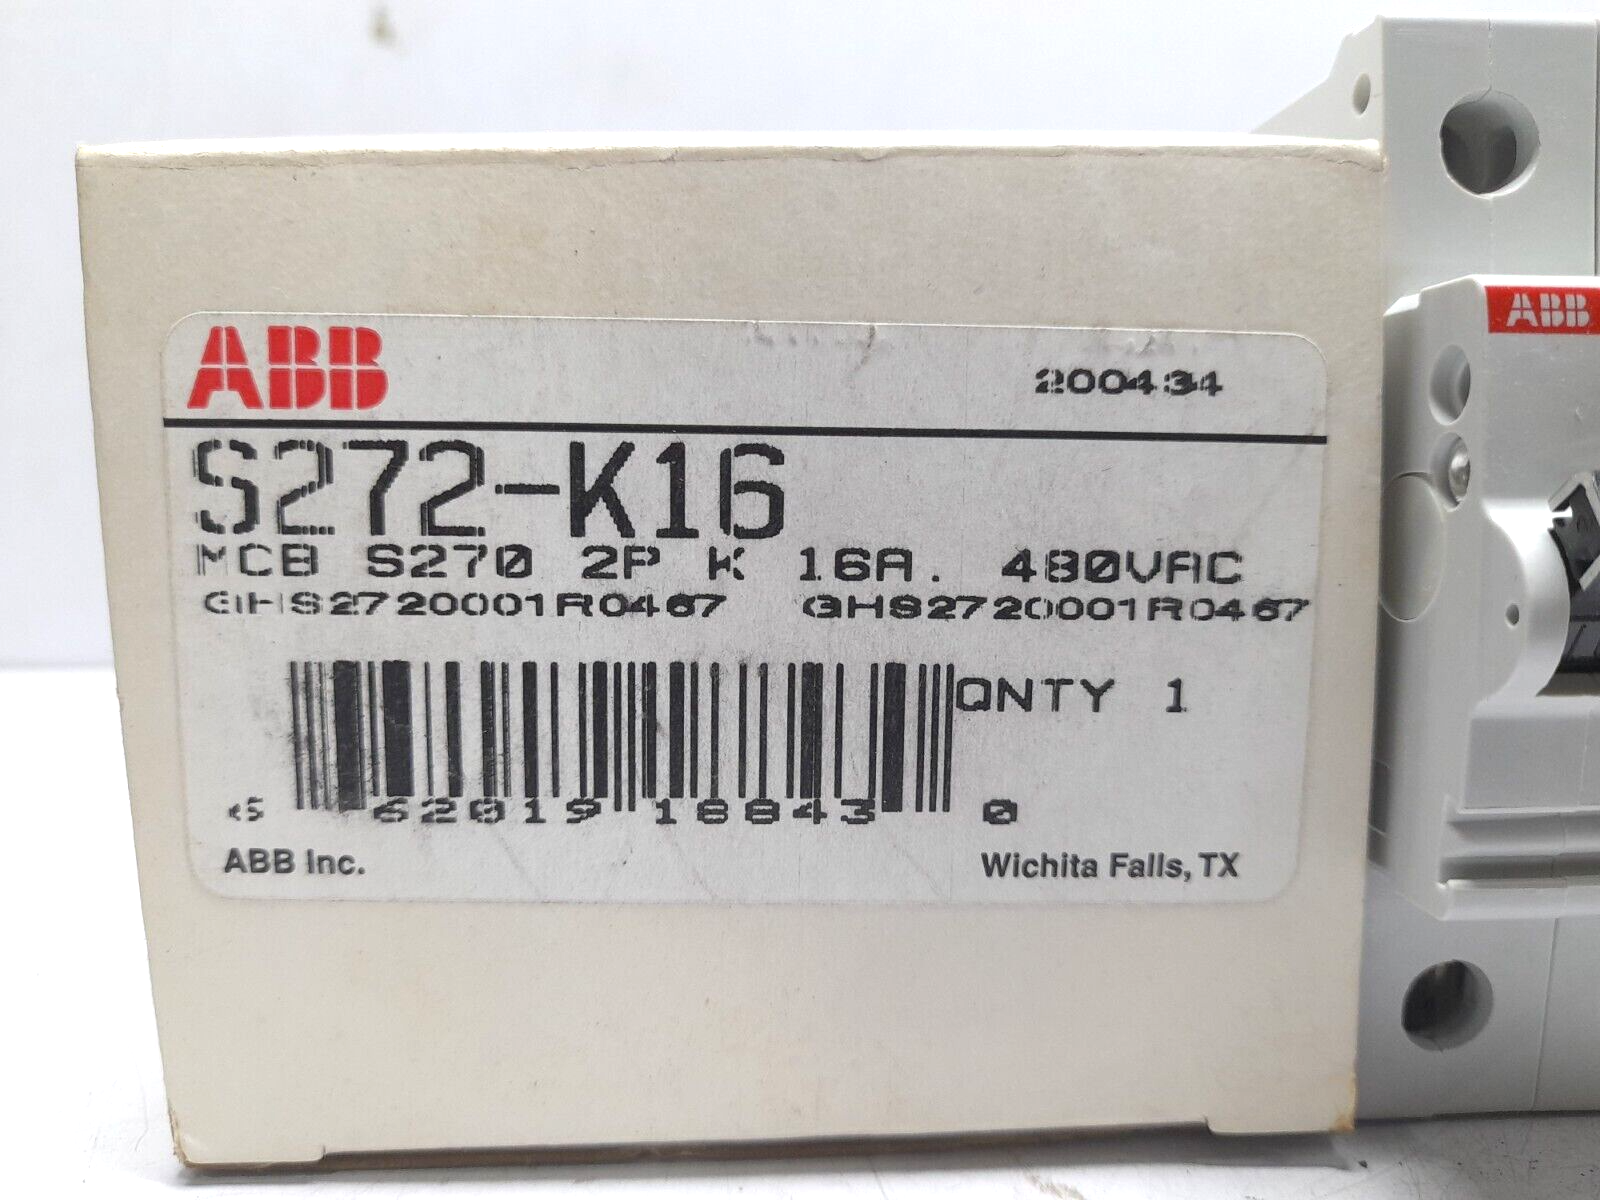 ABB
200434
S272-K16
MCB S270 2P K 16A. 480VAC
GHS2720001R0467 GHS2720001R0467
QNTY 1
6 62019 18843 0
ABB Inc. Wichita Falls, TX
ABB